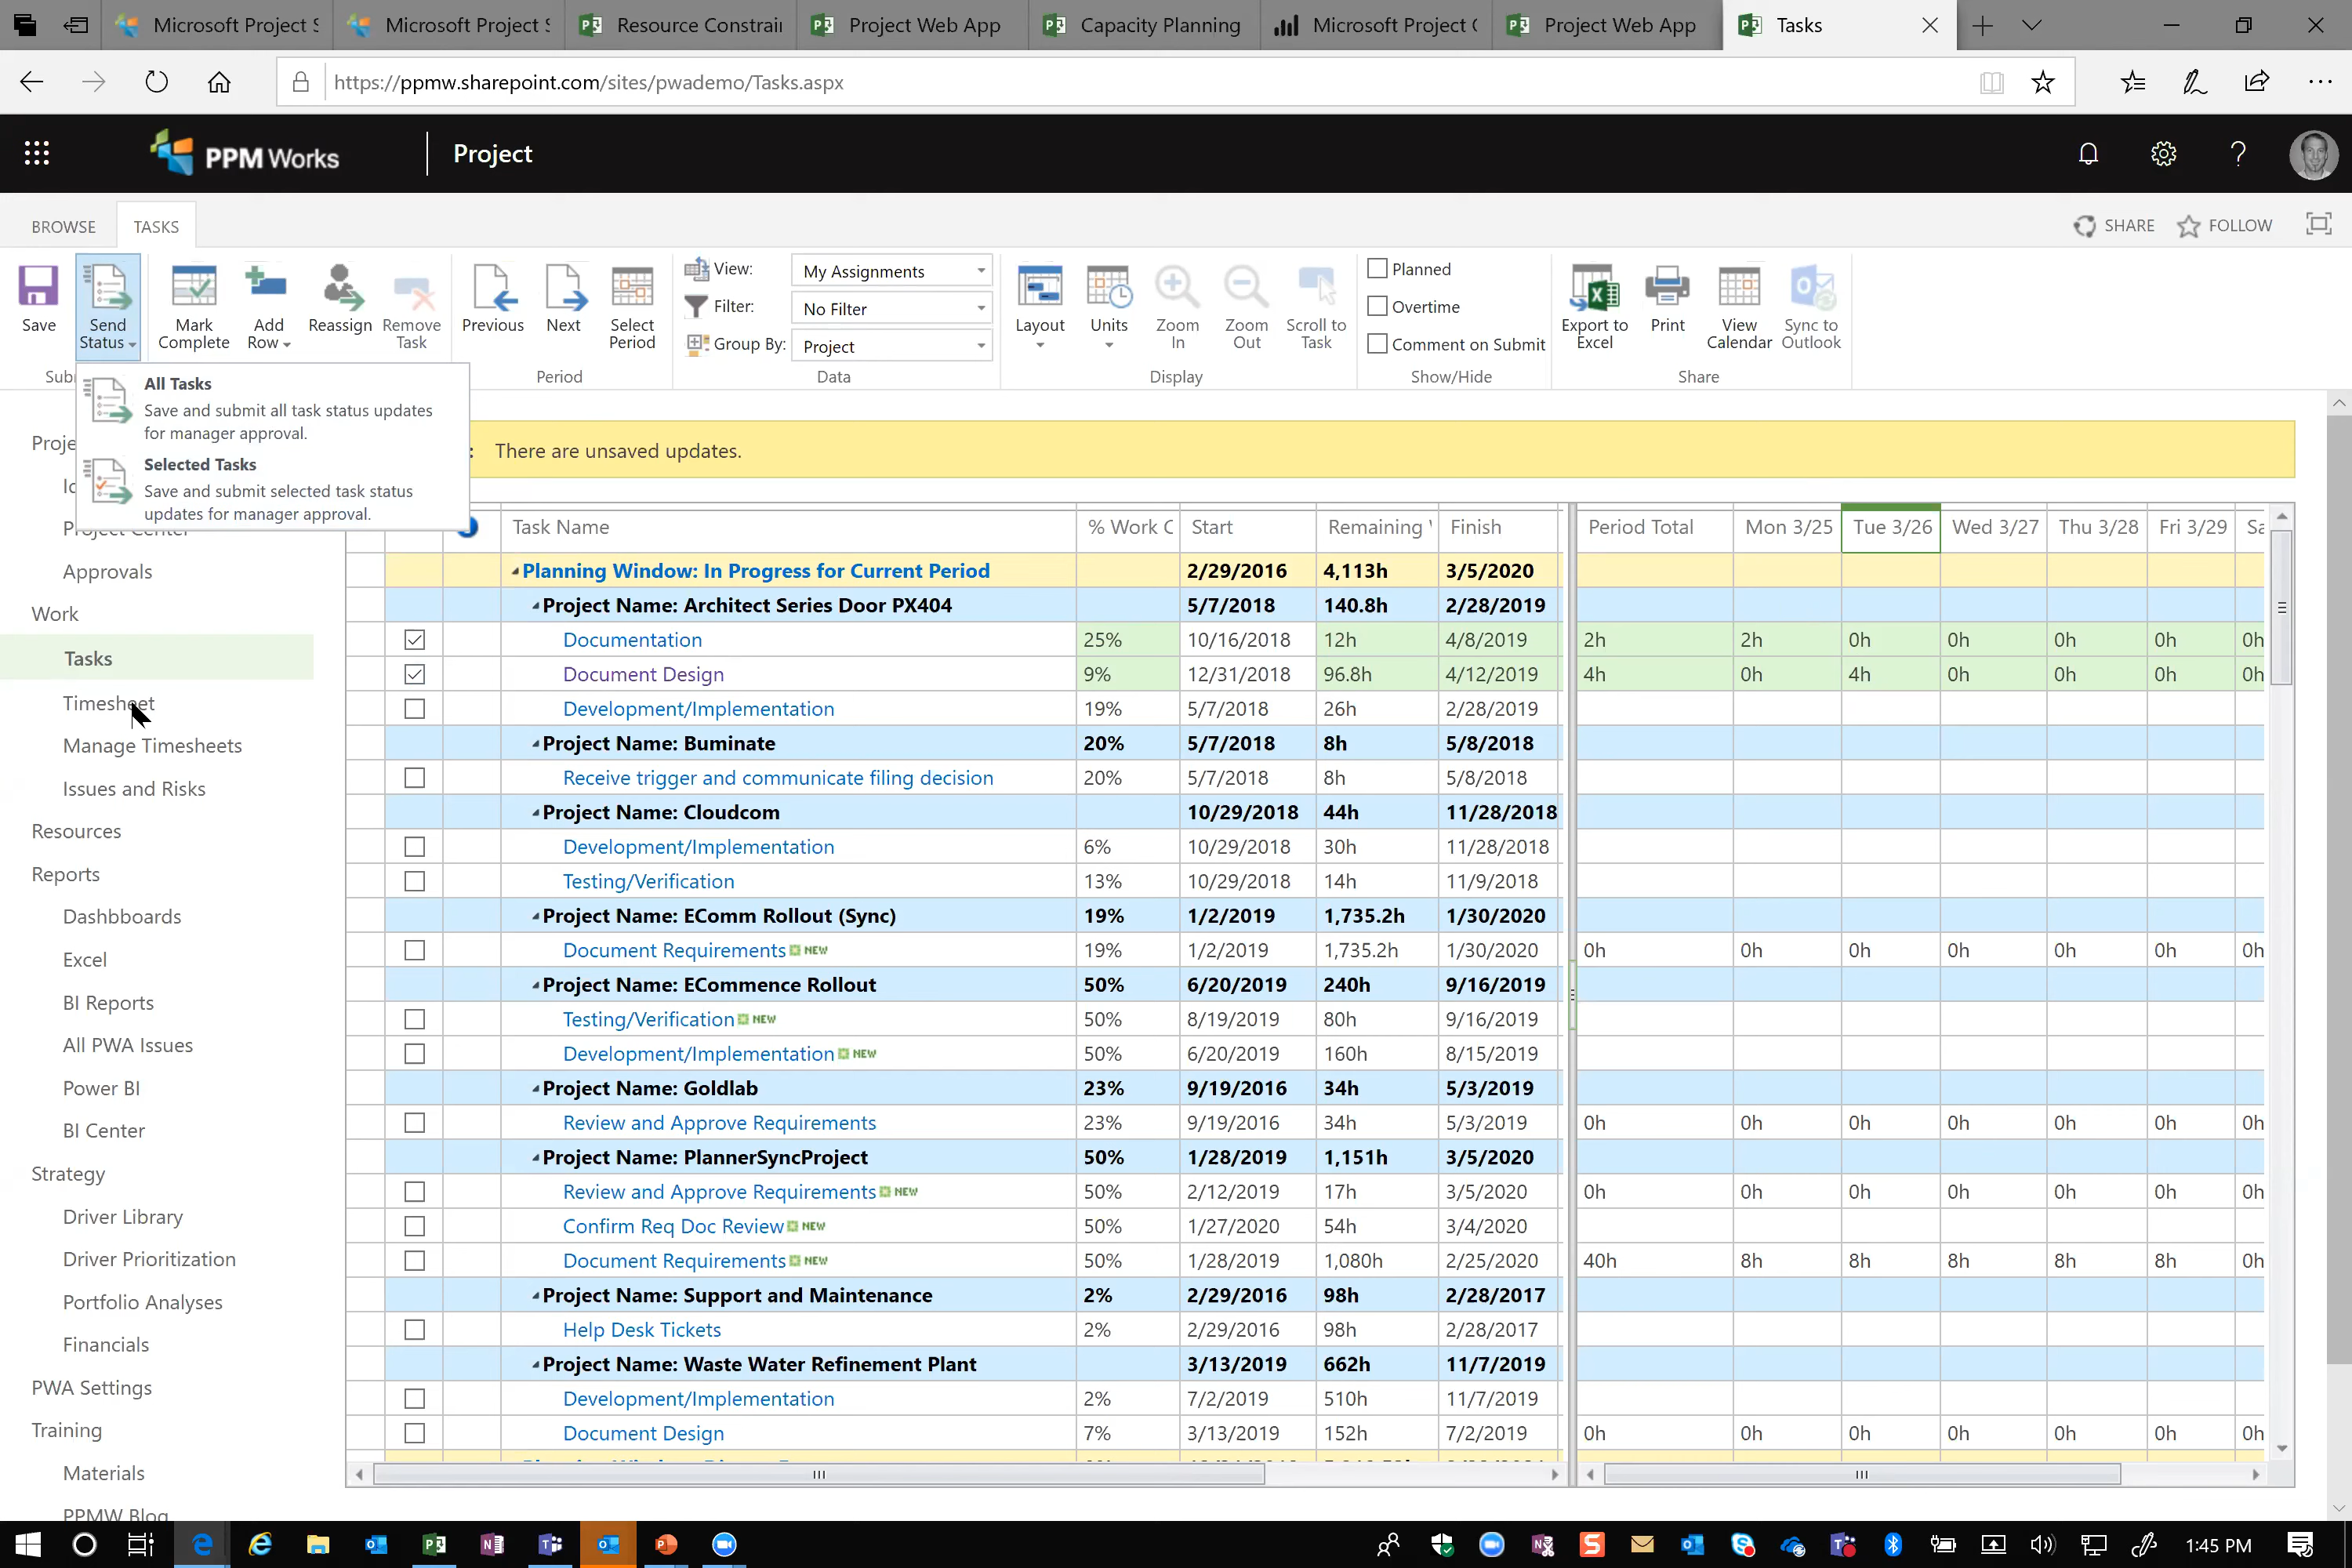 Microsoft Project S
Microsoft Project S
Resource Constrain
Project Web App
Capacity Planning
Microsoft Project
Project Web App
Tasks
https://ppmw.sharepoint.com/sites/pwademo/Tasks.aspx
PPM Works
Project
BROWSE
TASKS
SHARE
FOLLOW
Save
Send Status
Mark Complete
Add Row
Reassign
Remove Task
Previous
Next
Select Period
View: My Assignments
Filter: No Filter
Group By: Project
Layout
Units
Zoom In
Zoom Out
Scroll to Task
Planned
Overtime
Comment on Submit
Export to Excel
Print
View Calendar
Sync to Outlook
Sub
Period
Data
Display
Show/Hide
Share
All Tasks
Save and submit all task status updates
for manager approval.
Selected Tasks
Save and submit selected task status
updates for manager approval.
: There are unsaved updates.
Proje
Id
Project Center
Approvals
Work
Tasks
Timesheet
Manage Timesheets
Issues and Risks
Resources
Reports
Dashbboards
Excel
BI Reports
All PWA Issues
Power BI
BI Center
Strategy
Driver Library
Driver Prioritization
Portfolio Analyses
Financials
PWA Settings
Training
Materials
PPMW Blog
Task Name % Work C Start Remaining Finish Period Total Mon 3/25 Tue 3/26 Wed 3/27 Thu 3/28 Fri 3/29 Sa
Planning Window: In Progress for Current Period 2/29/2016 4,113h 3/5/2020
Project Name: Architect Series Door PX404 5/7/2018 140.8h 2/28/2019
Documentation 25% 10/16/2018 12h 4/8/2019 2h 2h 0h 0h 0h 0h 0h
Document Design 9% 12/31/2018 96.8h 4/12/2019 4h 0h 4h 0h 0h 0h 0h
Development/Implementation 19% 5/7/2018 26h 2/28/2019
Project Name: Buminate 20% 5/7/2018 8h 5/8/2018
Receive trigger and communicate filing decision 20% 5/7/2018 8h 5/8/2018
Project Name: Cloudcom 10/29/2018 44h 11/28/2018
Development/Implementation 6% 10/29/2018 30h 11/28/2018
Testing/Verification 13% 10/29/2018 14h 11/9/2018
Project Name: EComm Rollout (Sync) 19% 1/2/2019 1,735.2h 1/30/2020
Document Requirements NEW 19% 1/2/2019 1,735.2h 1/30/2020 0h 0h 0h 0h 0h 0h 0h
Project Name: ECommence Rollout 50% 6/20/2019 240h 9/16/2019
Testing/Verification NEW 50% 8/19/2019 80h 9/16/2019
Development/Implementation NEW 50% 6/20/2019 160h 8/15/2019
Project Name: Goldlab 23% 9/19/2016 34h 5/3/2019
Review and Approve Requirements 23% 9/19/2016 34h 5/3/2019 0h 0h 0h 0h 0h 0h 0h
Project Name: PlannerSyncProject 50% 1/28/2019 1,151h 3/5/2020
Review and Approve Requirements NEW 50% 2/12/2019 17h 3/5/2020 0h 0h 0h 0h 0h 0h 0h
Confirm Req Doc Review NEW 50% 1/27/2020 54h 3/4/2020
Document Requirements NEW 50% 1/28/2019 1,080h 2/25/2020 40h 8h 8h 8h 8h 8h 0h
Project Name: Support and Maintenance 2% 2/29/2016 98h 2/28/2017
Help Desk Tickets 2% 2/29/2016 98h 2/28/2017
Project Name: Waste Water Refinement Plant 3/13/2019 662h 11/7/2019
Development/Implementation 2% 7/2/2019 510h 11/7/2019
Document Design 7% 3/13/2019 152h 7/2/2019 0h 0h 0h 0h 0h 0h 0h
1:45 PM